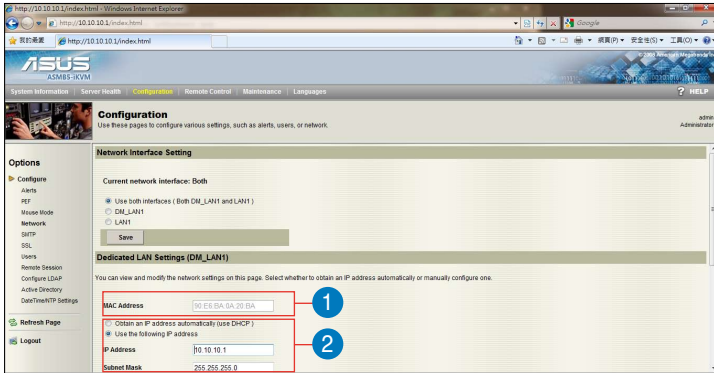 http://10.10.10.1/index.html - Windows Internet Explorer
http://10.10.10.1/index.html
Google
我的最愛
http://10.10.10.1/index.html
網頁(P)
安全性(S)
工具(O)
ASUS
ASMB5-iKVM
System Information
Server Health
Configuration
Remote Control
Maintenance
Languages
? HELP
Configuration
Use these pages to configure various settings, such as alerts, users, or network.
admin
Administrator
Options
Configure
Alerts
PEF
Mouse Mode
Network
SMTP
SSL
Users
Remote Session
Configure LDAP
Active Directory
DateTime/NTP Settings
Refresh Page
Logout
Network Interface Setting
Current network interface: Both
Use both interfaces ( Both DM_LAN1 and LAN1 )
DM_LAN1
LAN1
Save
Dedicated LAN Settings (DM_LAN1)
You can view and modify the network settings on this page. Select whether to obtain an IP address automatically or manually configure one.
MAC Address 90:E6:BA:0A:20:BA
1
Obtain an IP address automatically (use DHCP )
Use the following IP address
2
IP Address 10.10.10.1
Subnet Mask 255.255.255.0